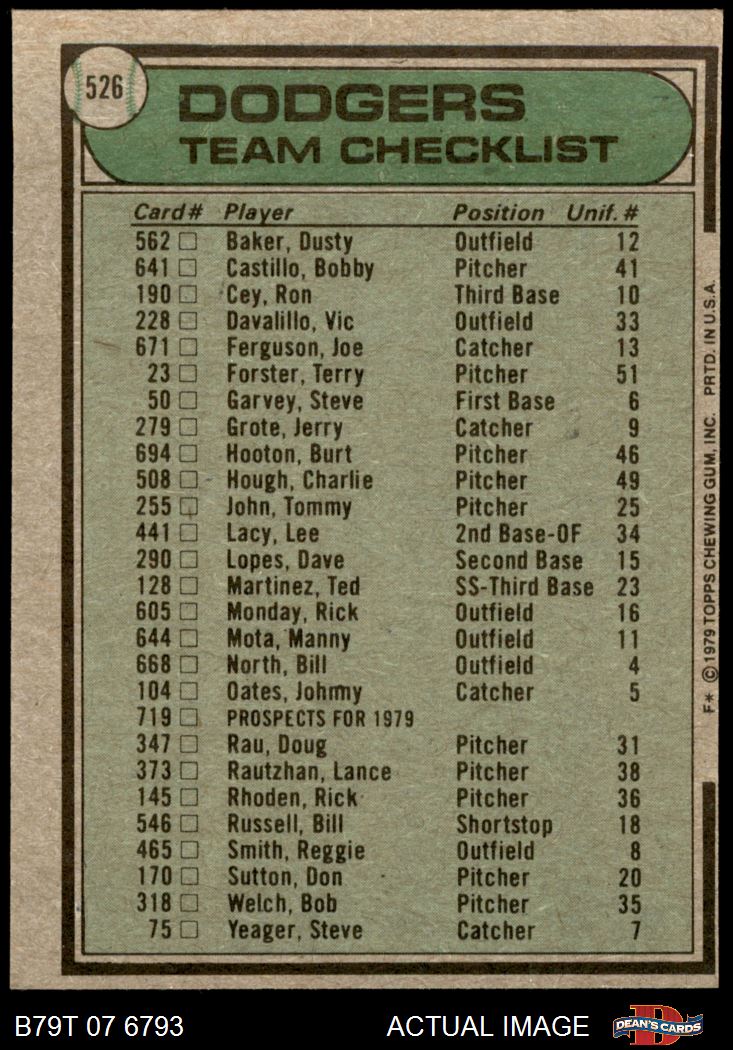 526
DODGERS
TEAM CHECKLIST
Card# Player Position Unif. #
562 Baker, Dusty Outfield 12
641 Castillo, Bobby Pitcher 41
190 Cey, Ron Third Base 10
228 Davalillo, Vic Outfield 33
671 Ferguson, Joe Catcher 13
23 Forster, Terry Pitcher 51
50 Garvey, Steve First Base 6
279 Grote, Jerry Catcher 9
694 Hooton, Burt Pitcher 46
508 Hough, Charlie Pitcher 49
255 John, Tommy Pitcher 25
441 Lacy, Lee 2nd Base-OF 34
290 Lopes, Dave Second Base 15
128 Martinez, Ted SS-Third Base 23
605 Monday, Rick Outfield 16
644 Mota, Manny Outfield 11
668 North, Bill Outfield 4
104 Oates, Johnny Catcher 5
719 PROSPECTS FOR 1979
347 Rau, Doug Pitcher 31
373 Rautzhan, Lance Pitcher 38
145 Rhoden, Rick Pitcher 36
546 Russell, Bill Shortstop 18
465 Smith, Reggie Outfield 8
170 Sutton, Don Pitcher 20
318 Welch, Bob Pitcher 35
75 Yeager, Steve Catcher 7
F* © 1979 TOPPS CHEWING GUM, INC. PRTD. IN U.S.A.
B79T 07 6793 ACTUAL IMAGE
D
DEAN'S CARDS